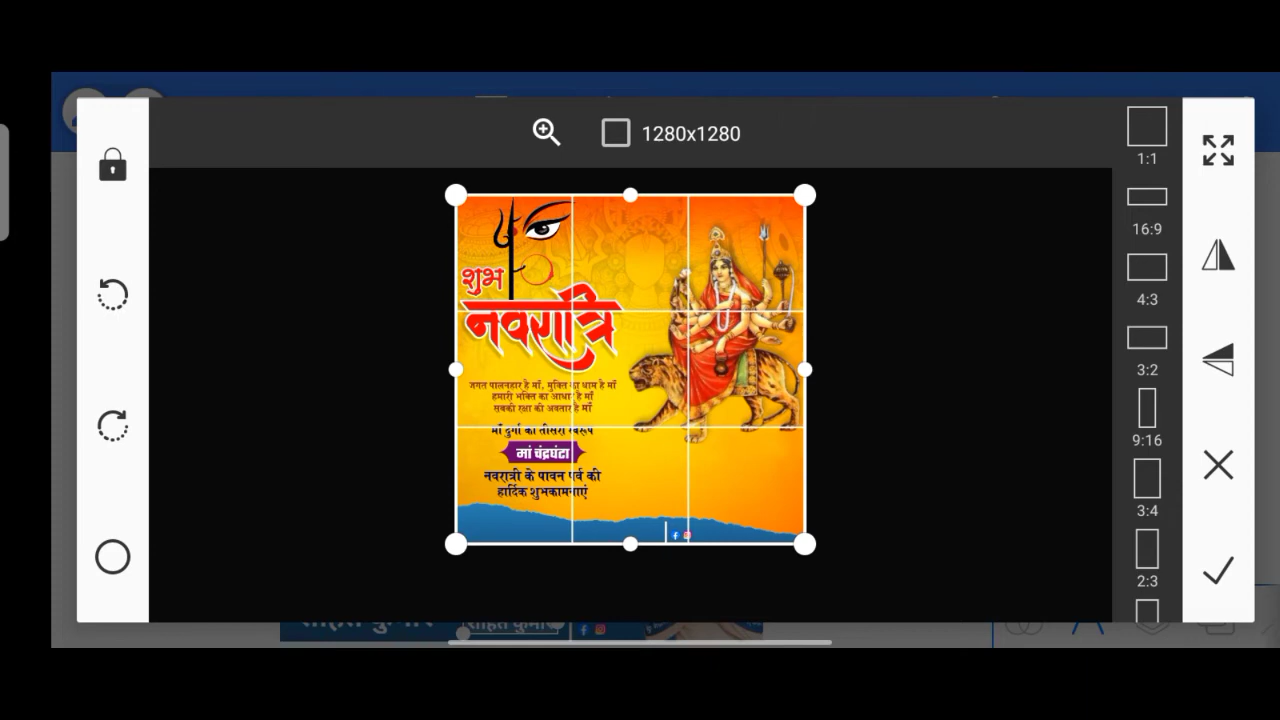 1280x1280
1:1
16:9
4:3
3:2
9:16
3:4
2:3
शुभ
नवरात्रि
जगत पालनहार है माँ, मुक्ति का धाम है माँ
हमारी भक्ति का आधार है माँ
सबकी रक्षा की अवतार है माँ
माँ दुर्गा का तीसरा स्वरूप
मां चंद्रघंटा
नवरात्री के पावन पर्व की
हार्दिक शुभकामनाएं